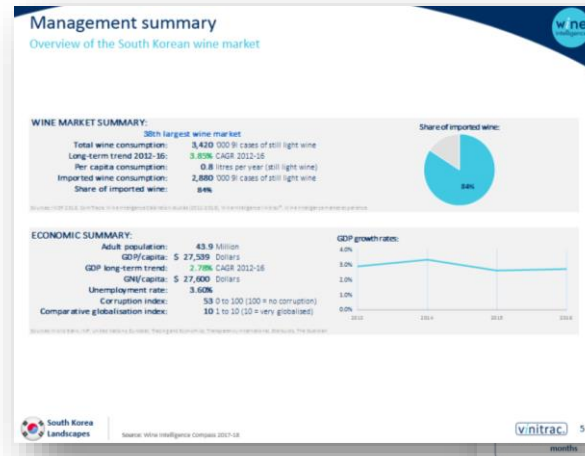 Management summary
Overview of the South Korean wine market
wine
intelligence
WINE MARKET SUMMARY:
38th largest wine market
Total wine consumption: 3,420 '000 9l cases of still light wine
Long-term trend 2012-16: 3.85% CAGR 2012-16
Per capita consumption: 0.8 litres per year (still light wine)
Imported wine consumption: 2,880 '000 9l cases of still light wine
Share of imported wine: 84%
Share of imported wine:
84%
ECONOMIC SUMMARY:
Adult population: 43.9 Million
GDP/capita: $ 27,539 Dollars
GDP long-term trend: 2.78% CAGR 2012-16
GNI/capita: $ 27,600 Dollars
Unemployment rate: 3.60%
Corruption index: 53 0 to 100 (100 = no corruption)
Comparative globalisation index: 10 1 to 10 (10 = very globalised)
GDP growth rates:
4.0%
3.0%
2.0%
1.0%
0.0%
2014
2015
2016
South Korea
Landscapes
Source: Wine Intelligence Compass 2017-18
vinitrac.
5
months